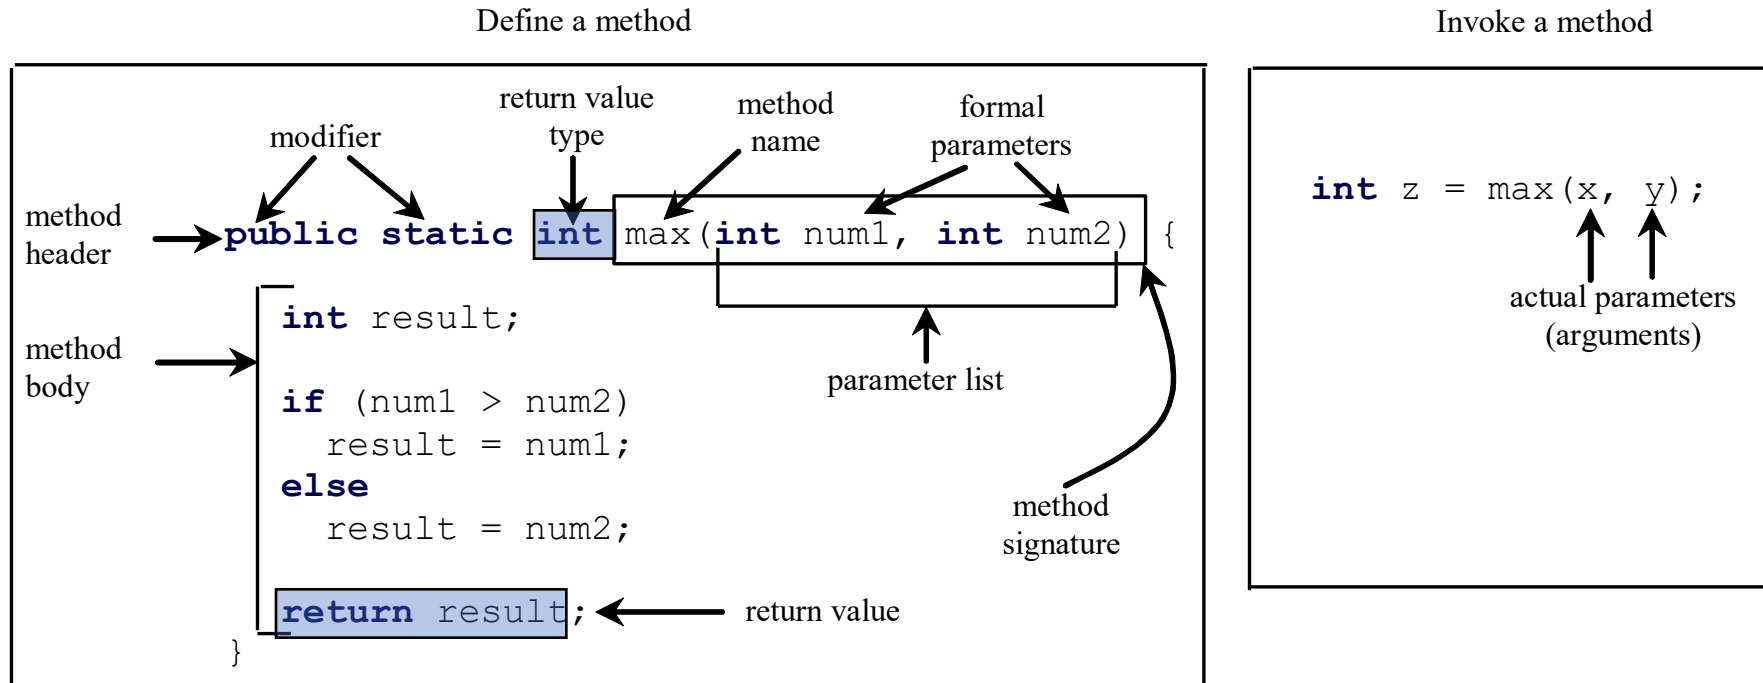 Define a method
Invoke a method
return value
type
method
name
formal
parameters
modifier
method
header
public static int max(int num1, int num2) {
int result;
method
body
parameter list
if (num1 > num2)
result = num1;
else
result = num2;
method
signature
return result;
return value
}
int z = max(x, y);
actual parameters
(arguments)